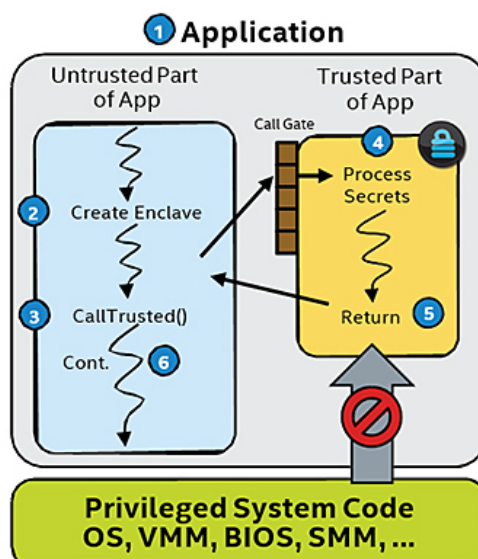 1 Application
Untrusted Part
of App
Trusted Part
of App
Call Gate
2 Create Enclave
3 CallTrusted()
Cont. 6
4
Process
Secrets
Return 5
Privileged System Code
OS, VMM, BIOS, SMM, ...